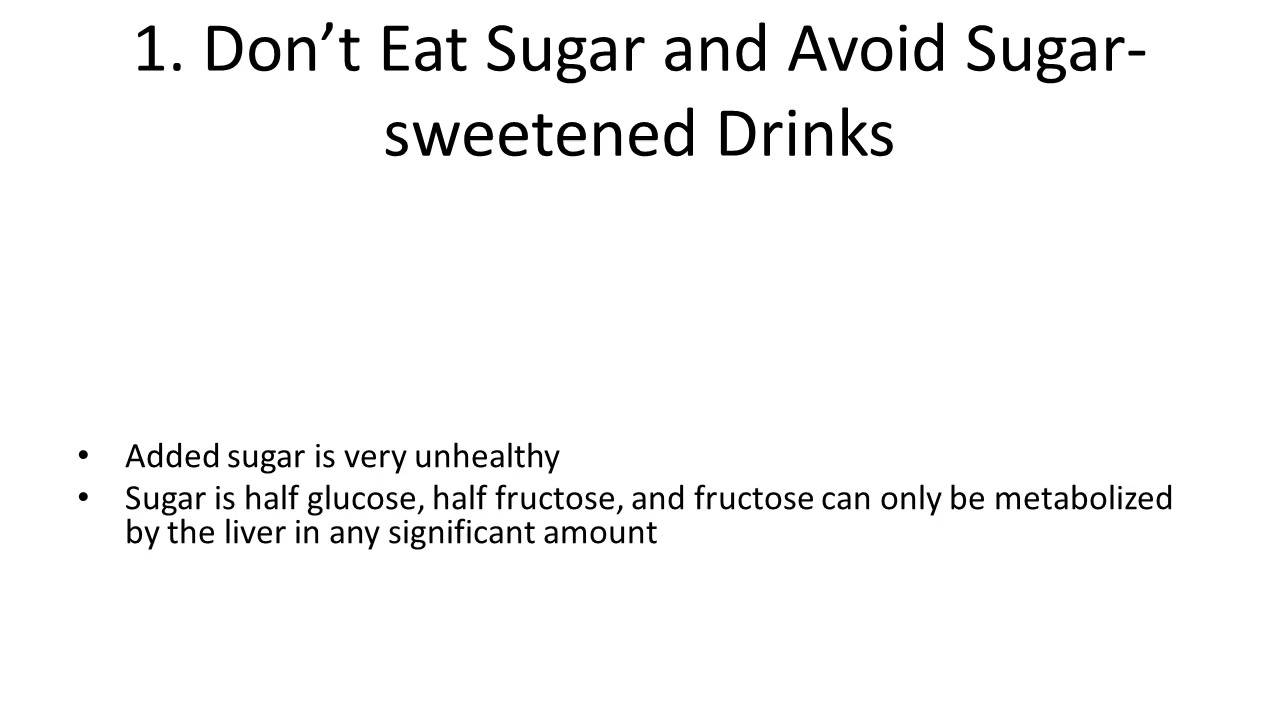 1. Don’t Eat Sugar and Avoid Sugar-
sweetened Drinks
• Added sugar is very unhealthy
• Sugar is half glucose, half fructose, and fructose can only be metabolized
by the liver in any significant amount